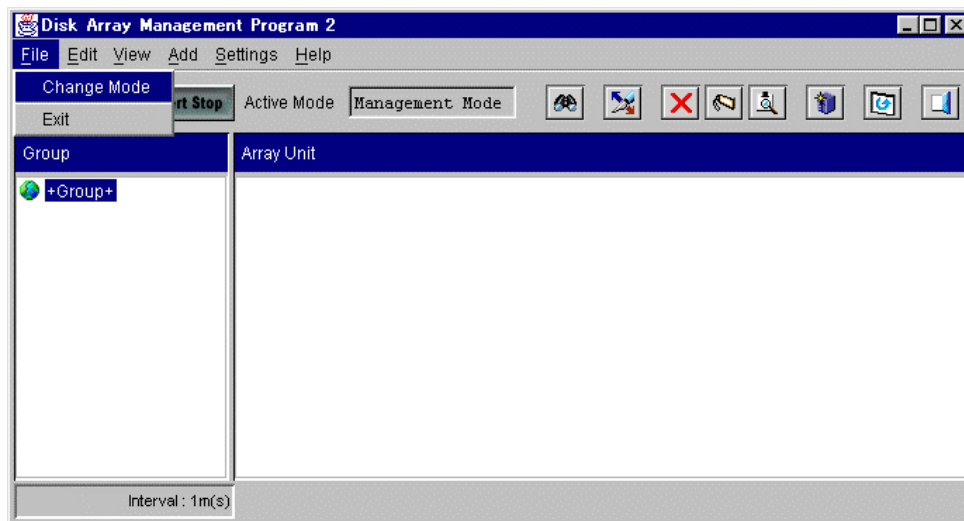 Disk Array Management Program 2
File Edit View Add Settings Help
Change Mode
Exit
rt Stop Active Mode Management Mode
Group Array Unit
+Group+
Interval : 1m(s)